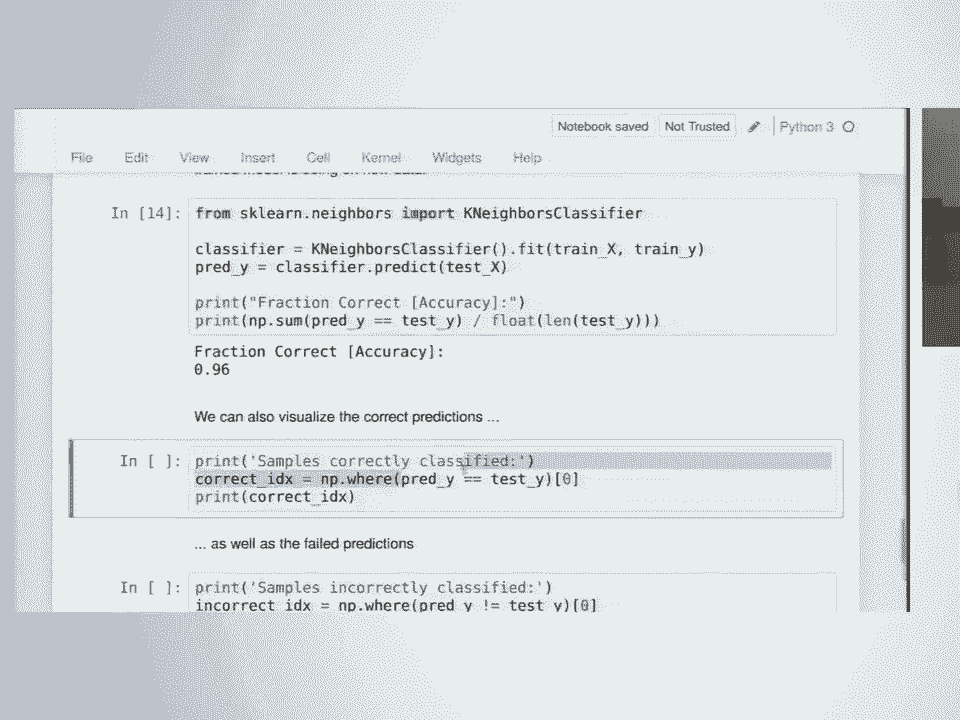 Notebook saved Not Trusted Python 3
File Edit View Insert Cell Kernel Widgets Help
In [14]: from sklearn.neighbors import KNeighborsClassifier
classifier = KNeighborsClassifier().fit(train_X, train_y)
pred_y = classifier.predict(test_X)
print("Fraction Correct [Accuracy]:")
print(np.sum(pred_y == test_y) / float(len(test_y)))
Fraction Correct [Accuracy]:
0.96
We can also visualize the correct predictions ...
In [ ]: print('Samples correctly classified:')
correct_idx = np.where(pred_y == test_y)[0]
print(correct_idx)
... as well as the failed predictions
In [ ]: print('Samples incorrectly classified:')
incorrect_idx = np.where(pred_y != test_y)[0]